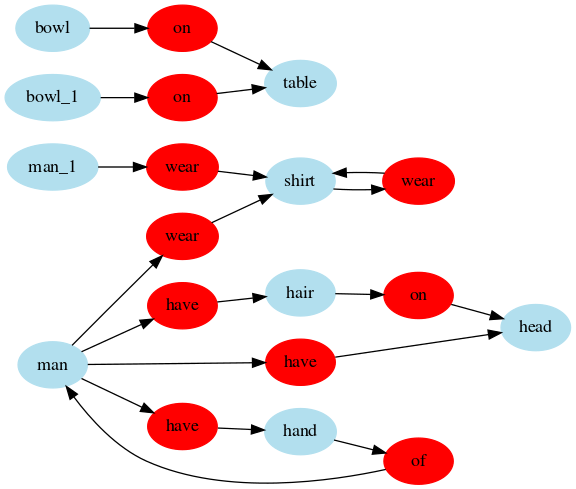 bowl
on
table
bowl_1
on
man_1
wear
shirt
wear
wear
have
hair
on
head
man
have
have
hand
of